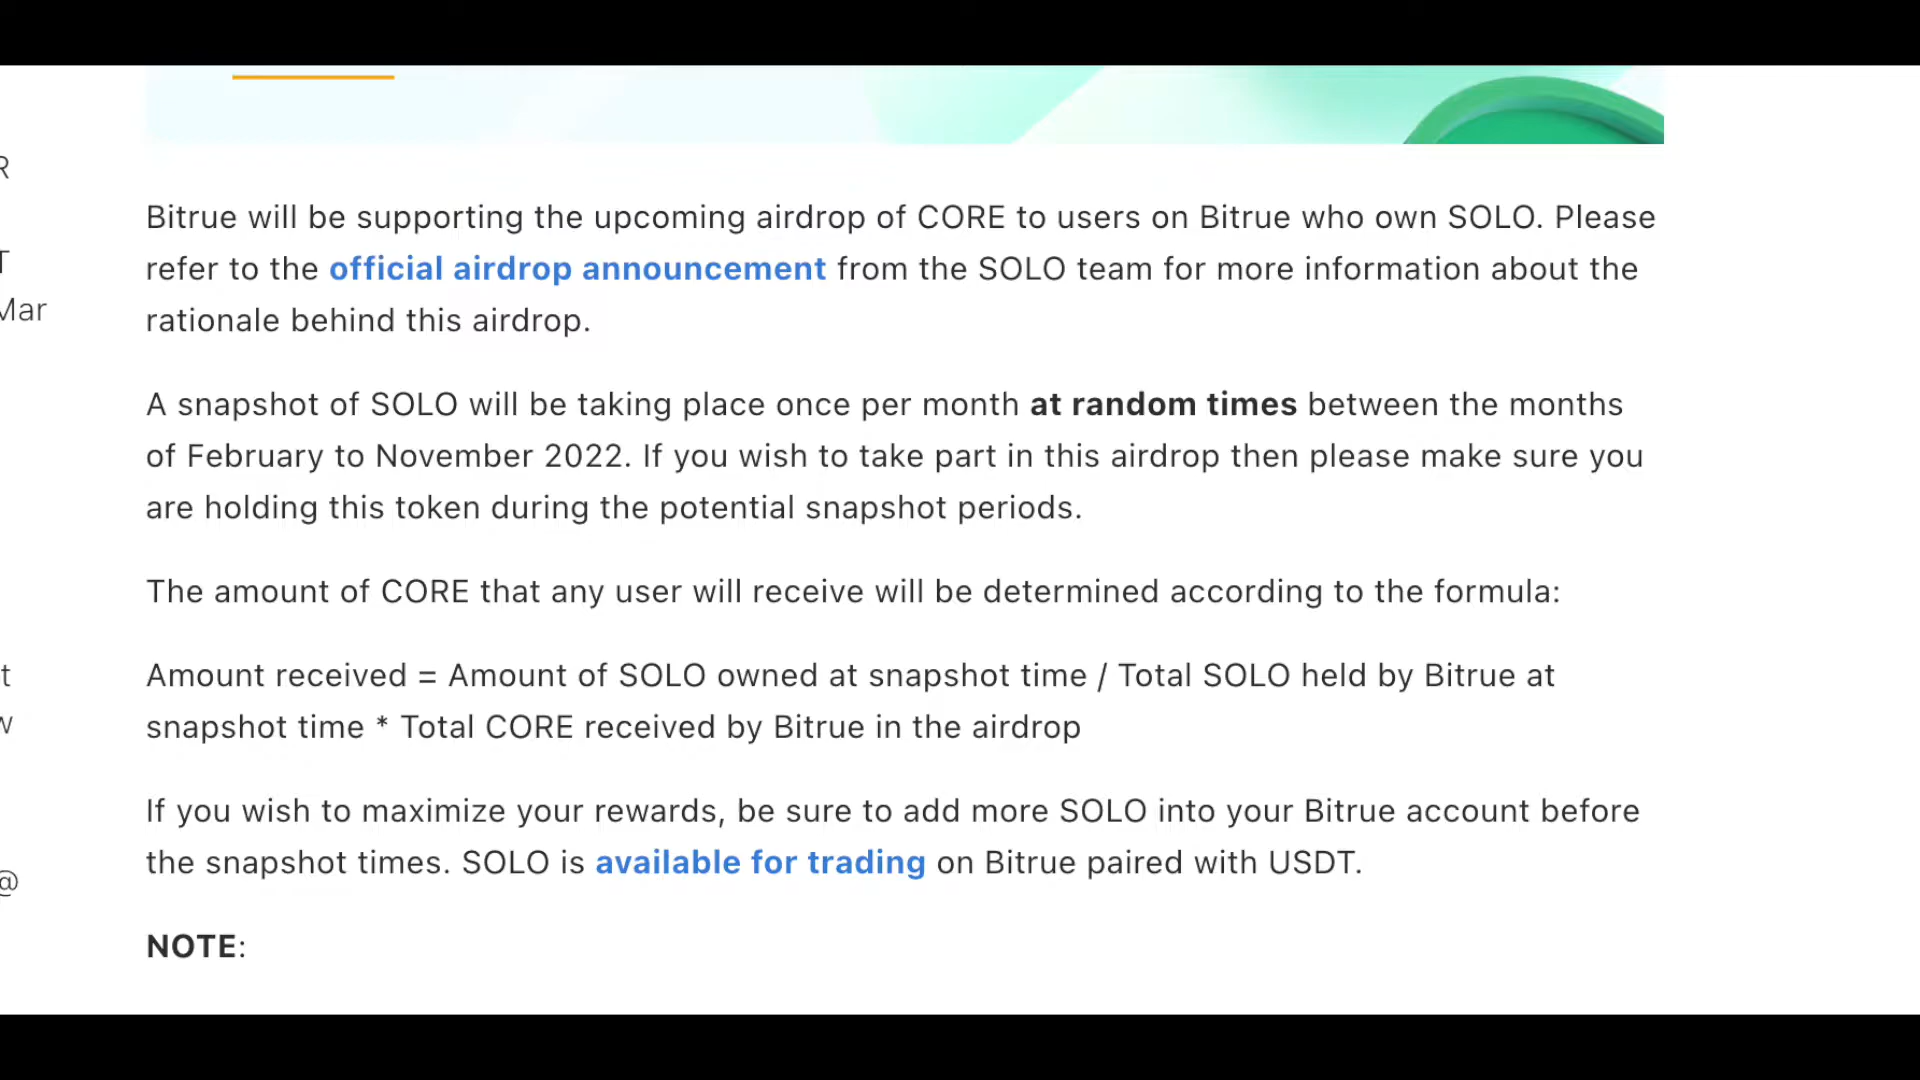 R
Bitrue will be supporting the upcoming airdrop of CORE to users on Bitrue who own SOLO. Please
refer to the official airdrop announcement from the SOLO team for more information about the
T
Mar
rationale behind this airdrop.
A snapshot of SOLO will be taking place once per month at random times between the months
of February to November 2022. If you wish to take part in this airdrop then please make sure you
are holding this token during the potential snapshot periods.
The amount of CORE that any user will receive will be determined according to the formula:
t
Amount received = Amount of SOLO owned at snapshot time / Total SOLO held by Bitrue at
w
snapshot time * Total CORE received by Bitrue in the airdrop
If you wish to maximize your rewards, be sure to add more SOLO into your Bitrue account before
the snapshot times. SOLO is available for trading on Bitrue paired with USDT.
@
NOTE: